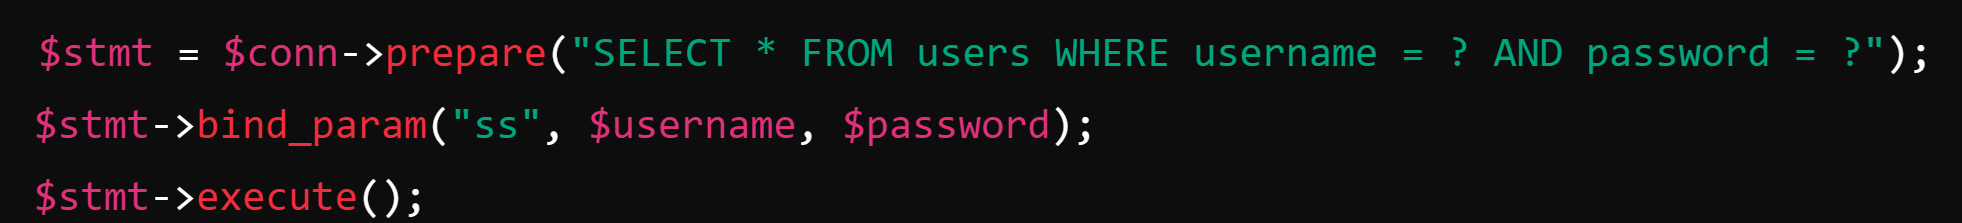 $stmt = $conn->prepare("SELECT * FROM users WHERE username = ? AND password = ?");
$stmt->bind_param("ss", $username, $password);
$stmt->execute();